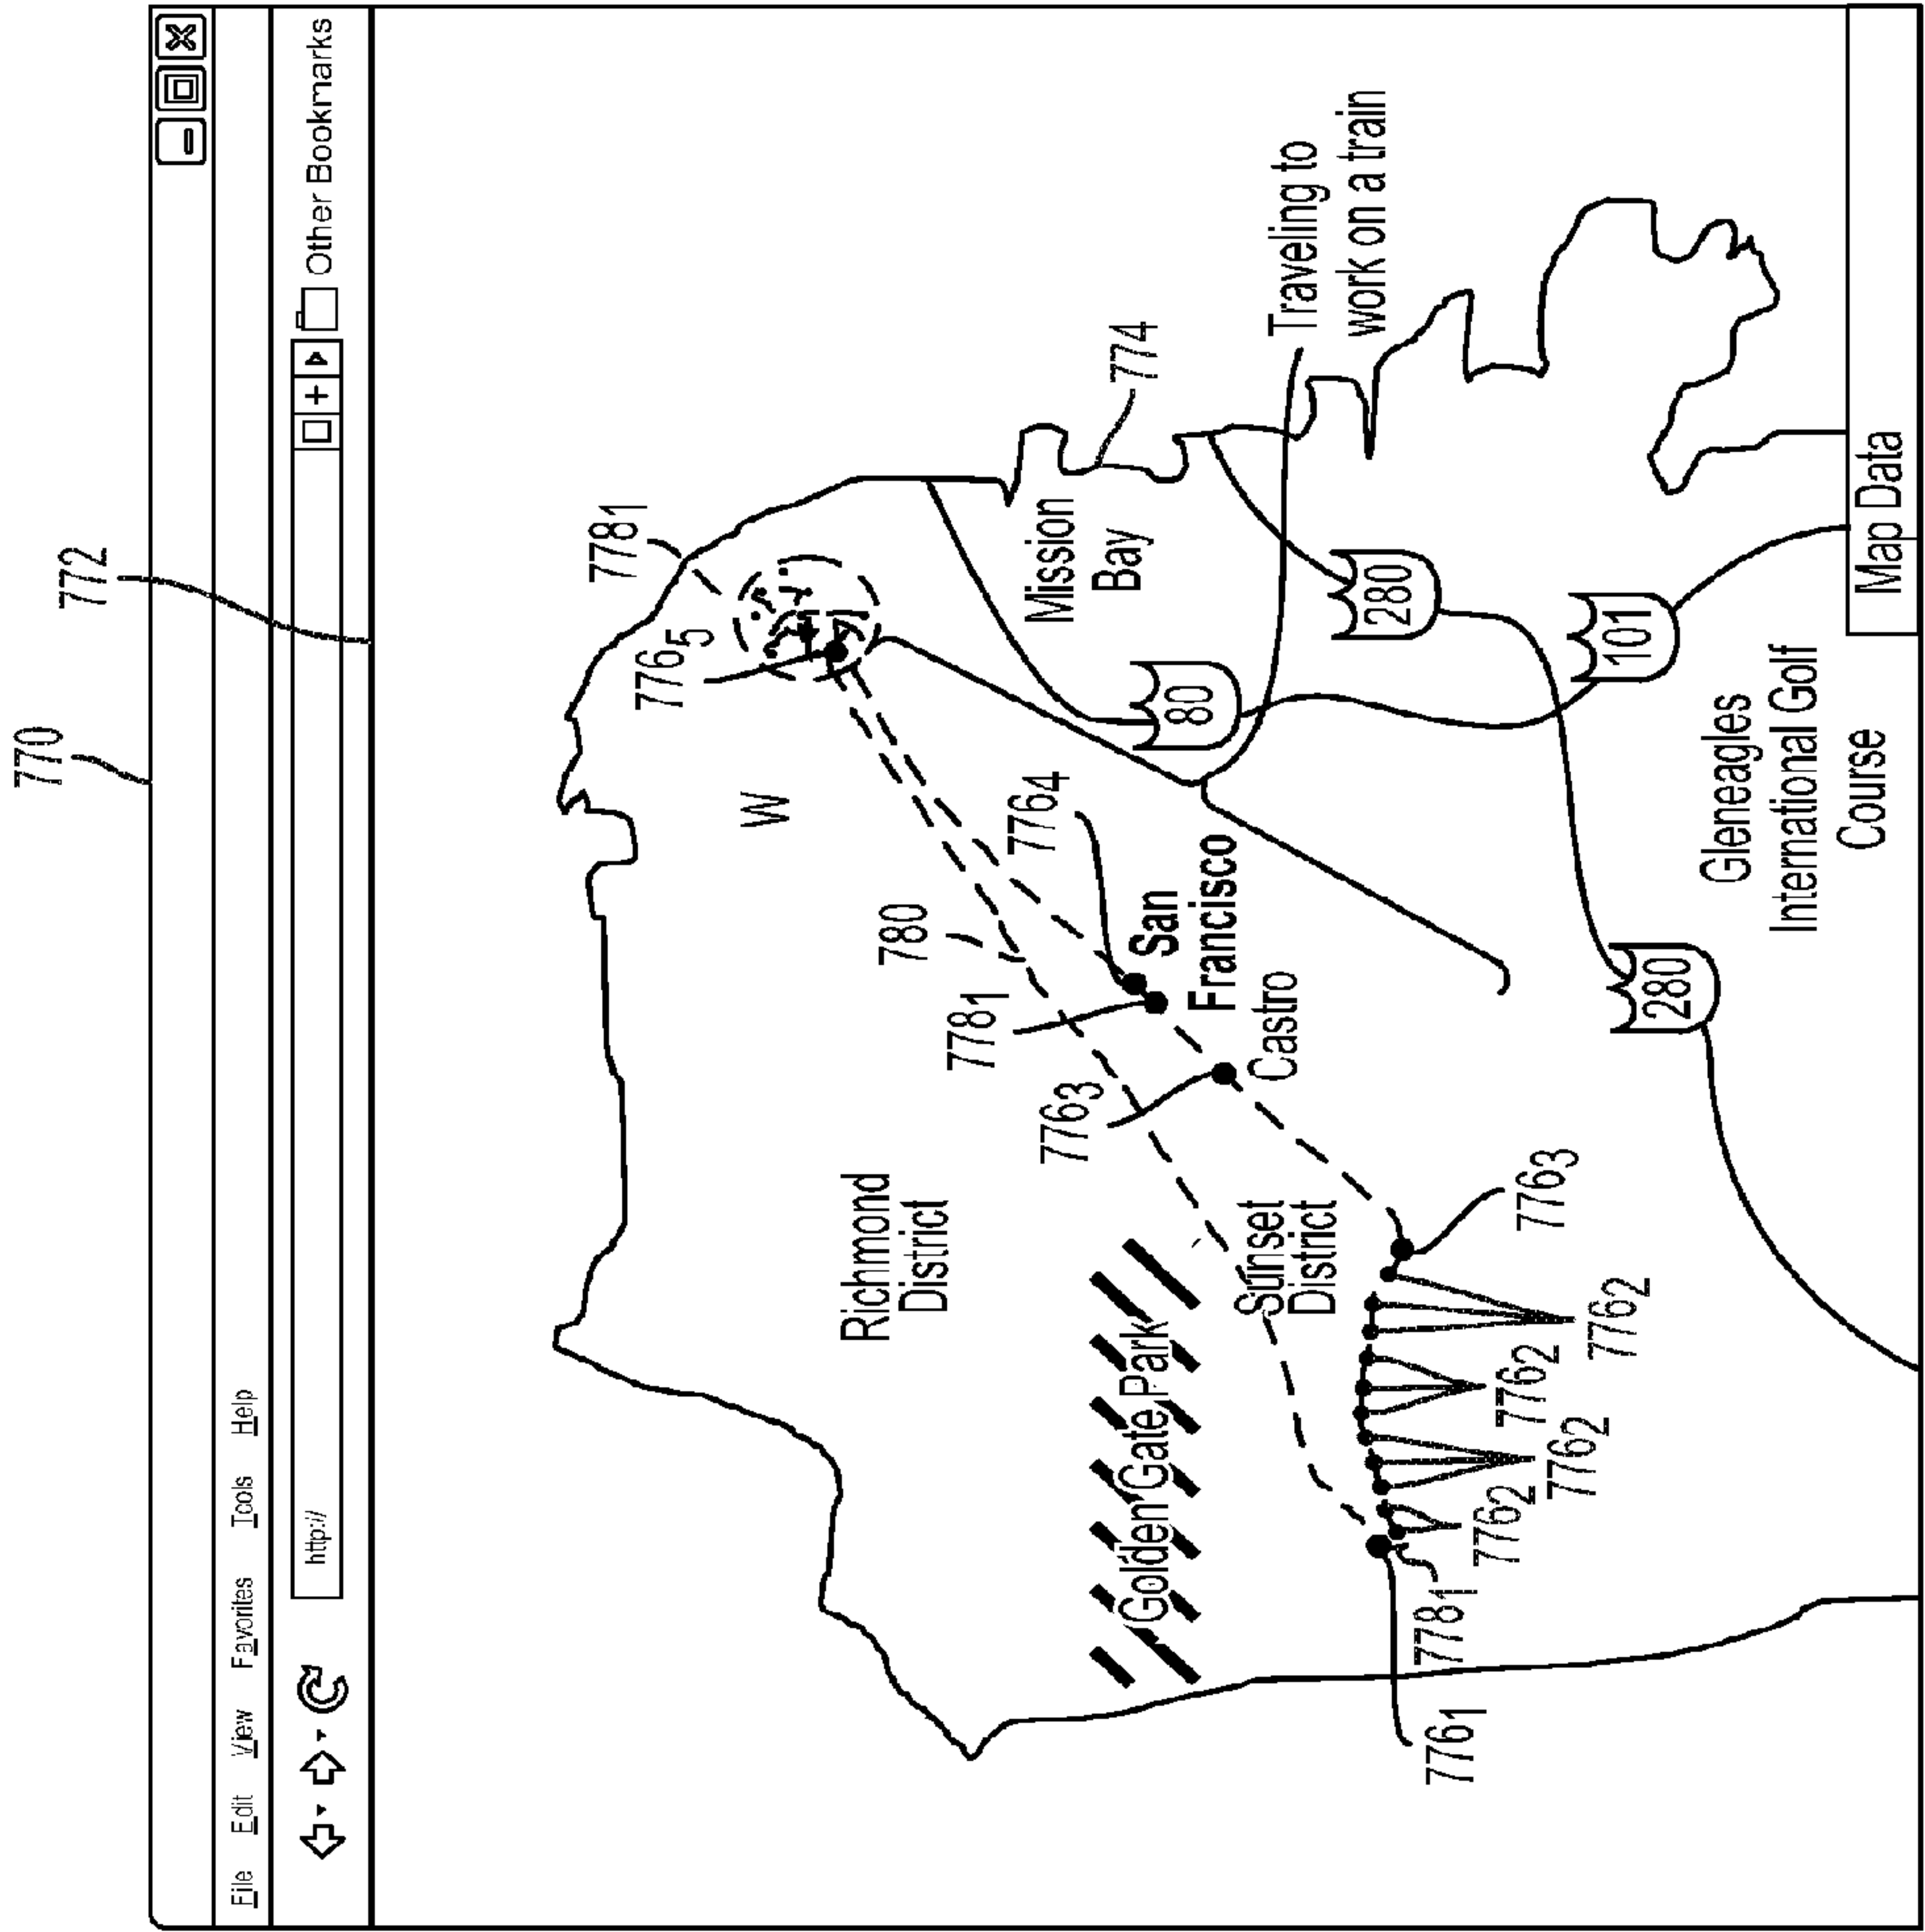 770
772
File Edit View Favorites Tools Help
http://
Other Bookmarks
778₁
776₅
W
Richmond
District
780
778₁
776₄
776₃
Mission
Bay
774
San
Francisco
Castro
80
Golden Gate Park
Sunset
District
Traveling to
work on a train
280
776₁
778₁
776₂
776₂
776₂
776₂
776₃
101
280
Gleneagles
International Golf
Course
Map Data